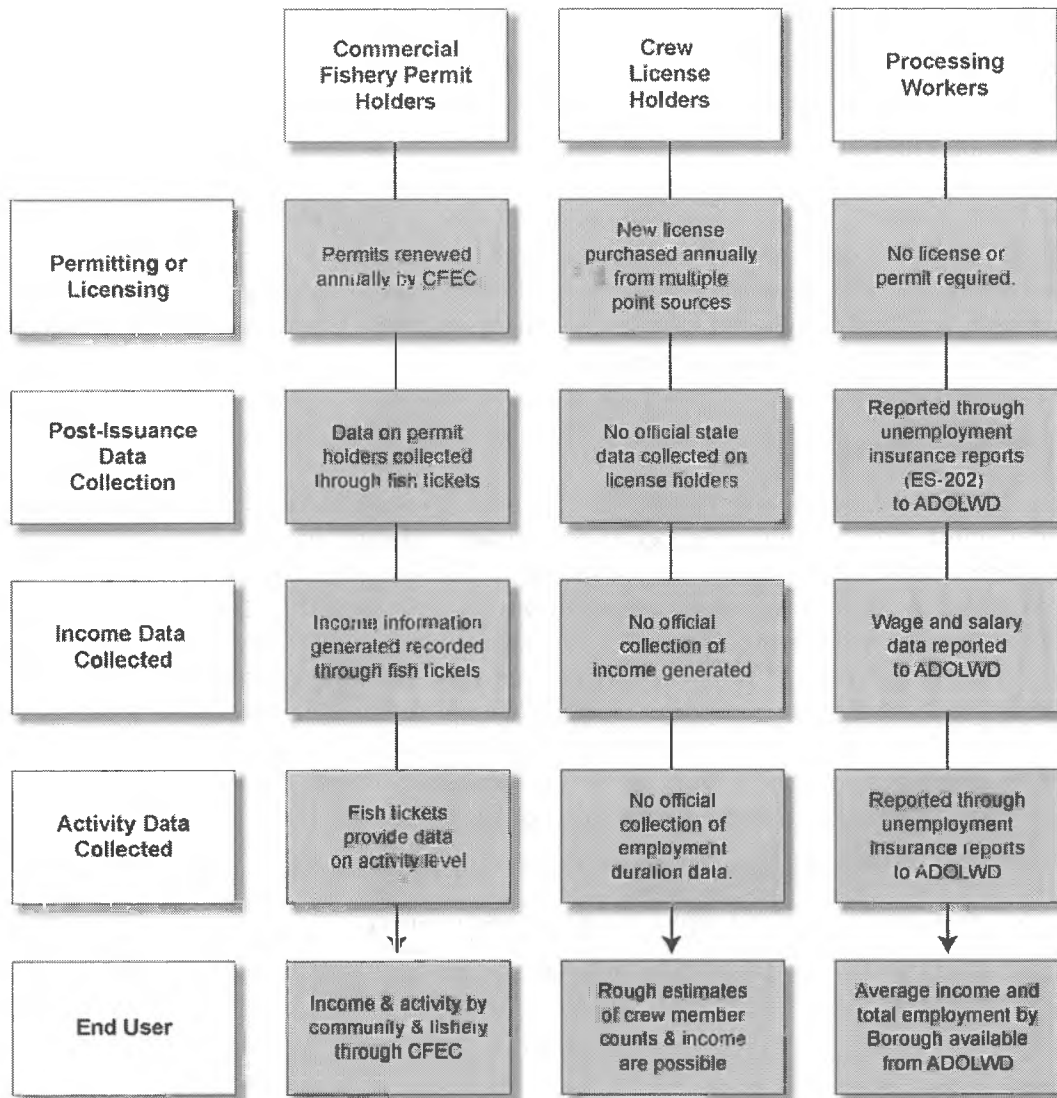 Commercial
Fishery Permit
Holders
Crew
License
Holders
Processing
Workers
Permitting or
Licensing
Permits renewed
annually by CFEC
New license
purchased annually
from multiple
point sources
No license or
permit required.
Post-Issuance
Data
Collection
Data on permit
holders collected
through fish tickets
No official state
data collected on
license holders
Reported through
unemployment
insurance reports
(ES-202)
to ADOLWD
Income Data
Collected
Income information
generated recorded
through fish tickets
No official
collection of
income generated
Wage and salary
data reported
to ADOLWD
Activity Data
Collected
Fish tickets
provide data
on activity level
No official
collection of
employment
duration data.
Reported through
unemployment
insurance reports
to ADOLWD
End User
Income & activity by
community & fishery
through CFEC
Rough estimates
of crew member
counts & income
are possible
Average income and
total employment by
Borough available
from ADOLWD